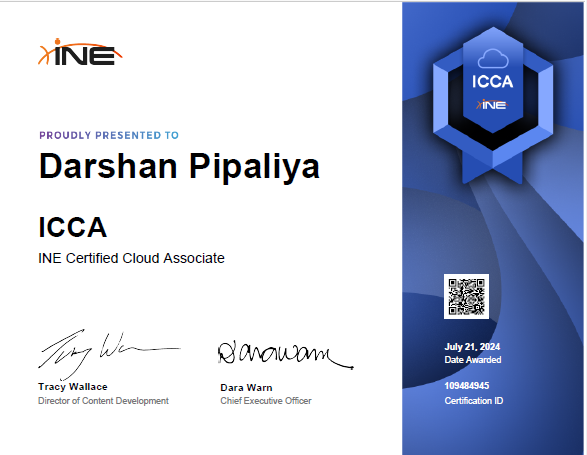 INE
PROUDLY PRESENTED TO
Darshan Pipaliya
ICCA
INE Certified Cloud Associate
Tracy Wallace
Director of Content Development
Dara Warn
Chief Executive Officer
ICCA
INE
July 21, 2024
Date Awarded
109484945
Certification ID